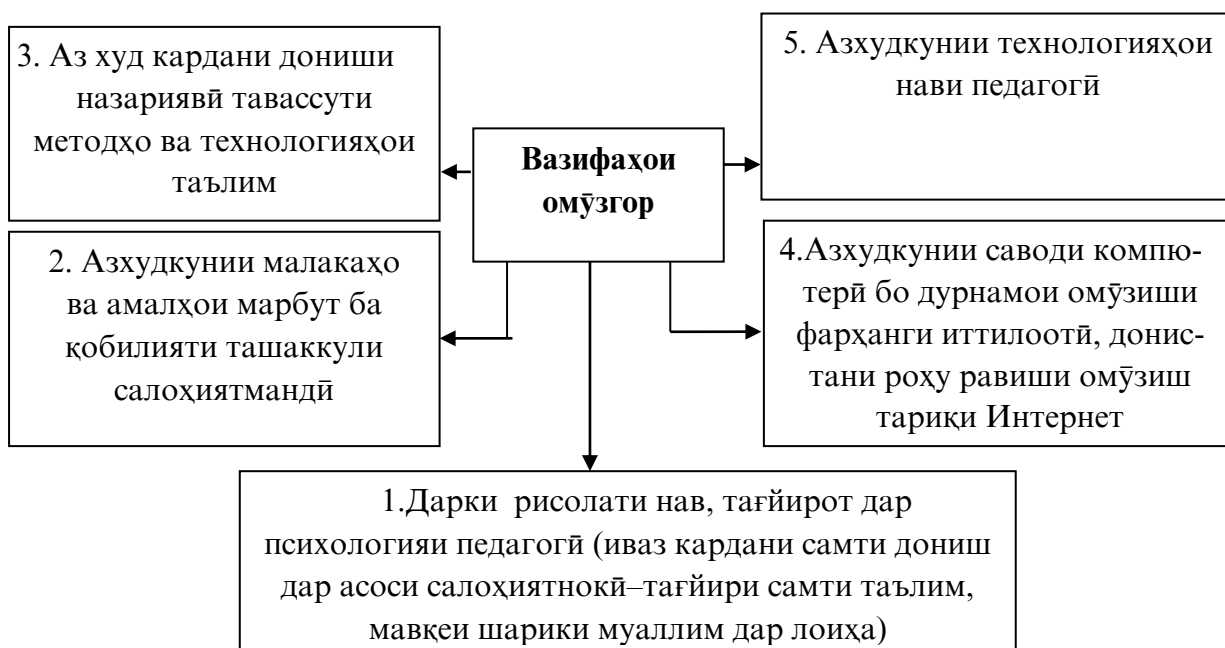 3. Аз худ кардани дониши
назариявӣ тавассути
методҳо ва технологияҳои
таълим
5. Азхудкунии технологияҳои
нави педагогӣ
Вазифаҳои
омӯзгор
2. Азхудкунии малакаҳо
ва амалҳои марбут ба
қобилияти ташаккули
салоҳиятмандӣ
4.Азхудкунии саводи компю-
терӣ бо дурнамои омӯзиши
фарҳанги иттилоотӣ, донис-
тани роҳу равиши омӯзиш
тариқи Интернет
1.Дарки рисолати нав, тағйирот дар
психологияи педагогӣ (иваз кардани самти дониш
дар асоси салоҳиятнокӣ–тағйири самти таълим,
мавқеи шарики муаллим дар лоиҳа)